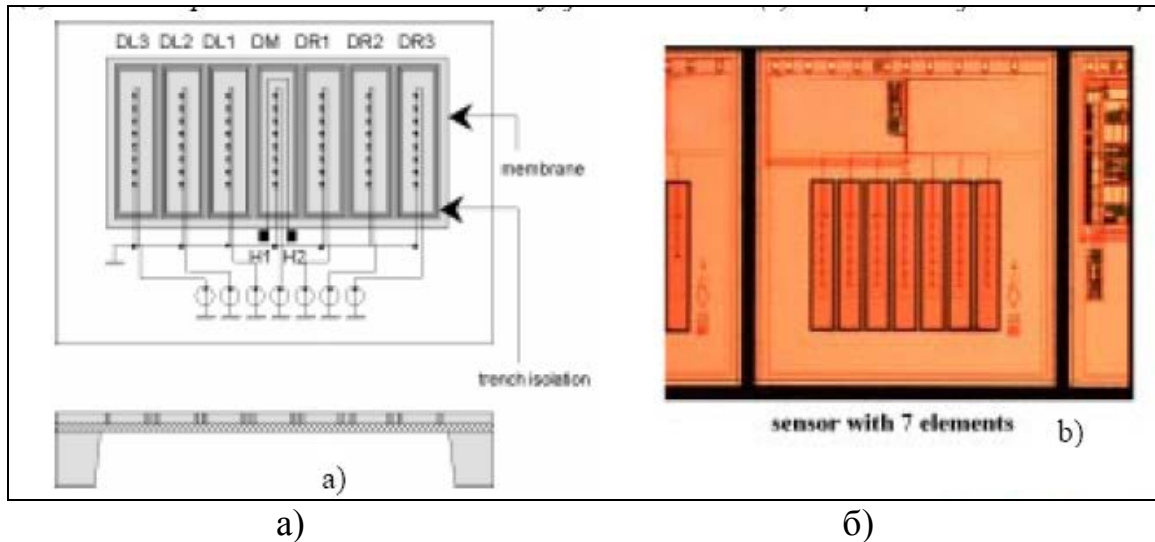 DL3 DL2 DL1 DM DR1 DR2 DR3
membrane
H1 H2
trench isolation
a)
sensor with 7 elements
b)
а)
б)